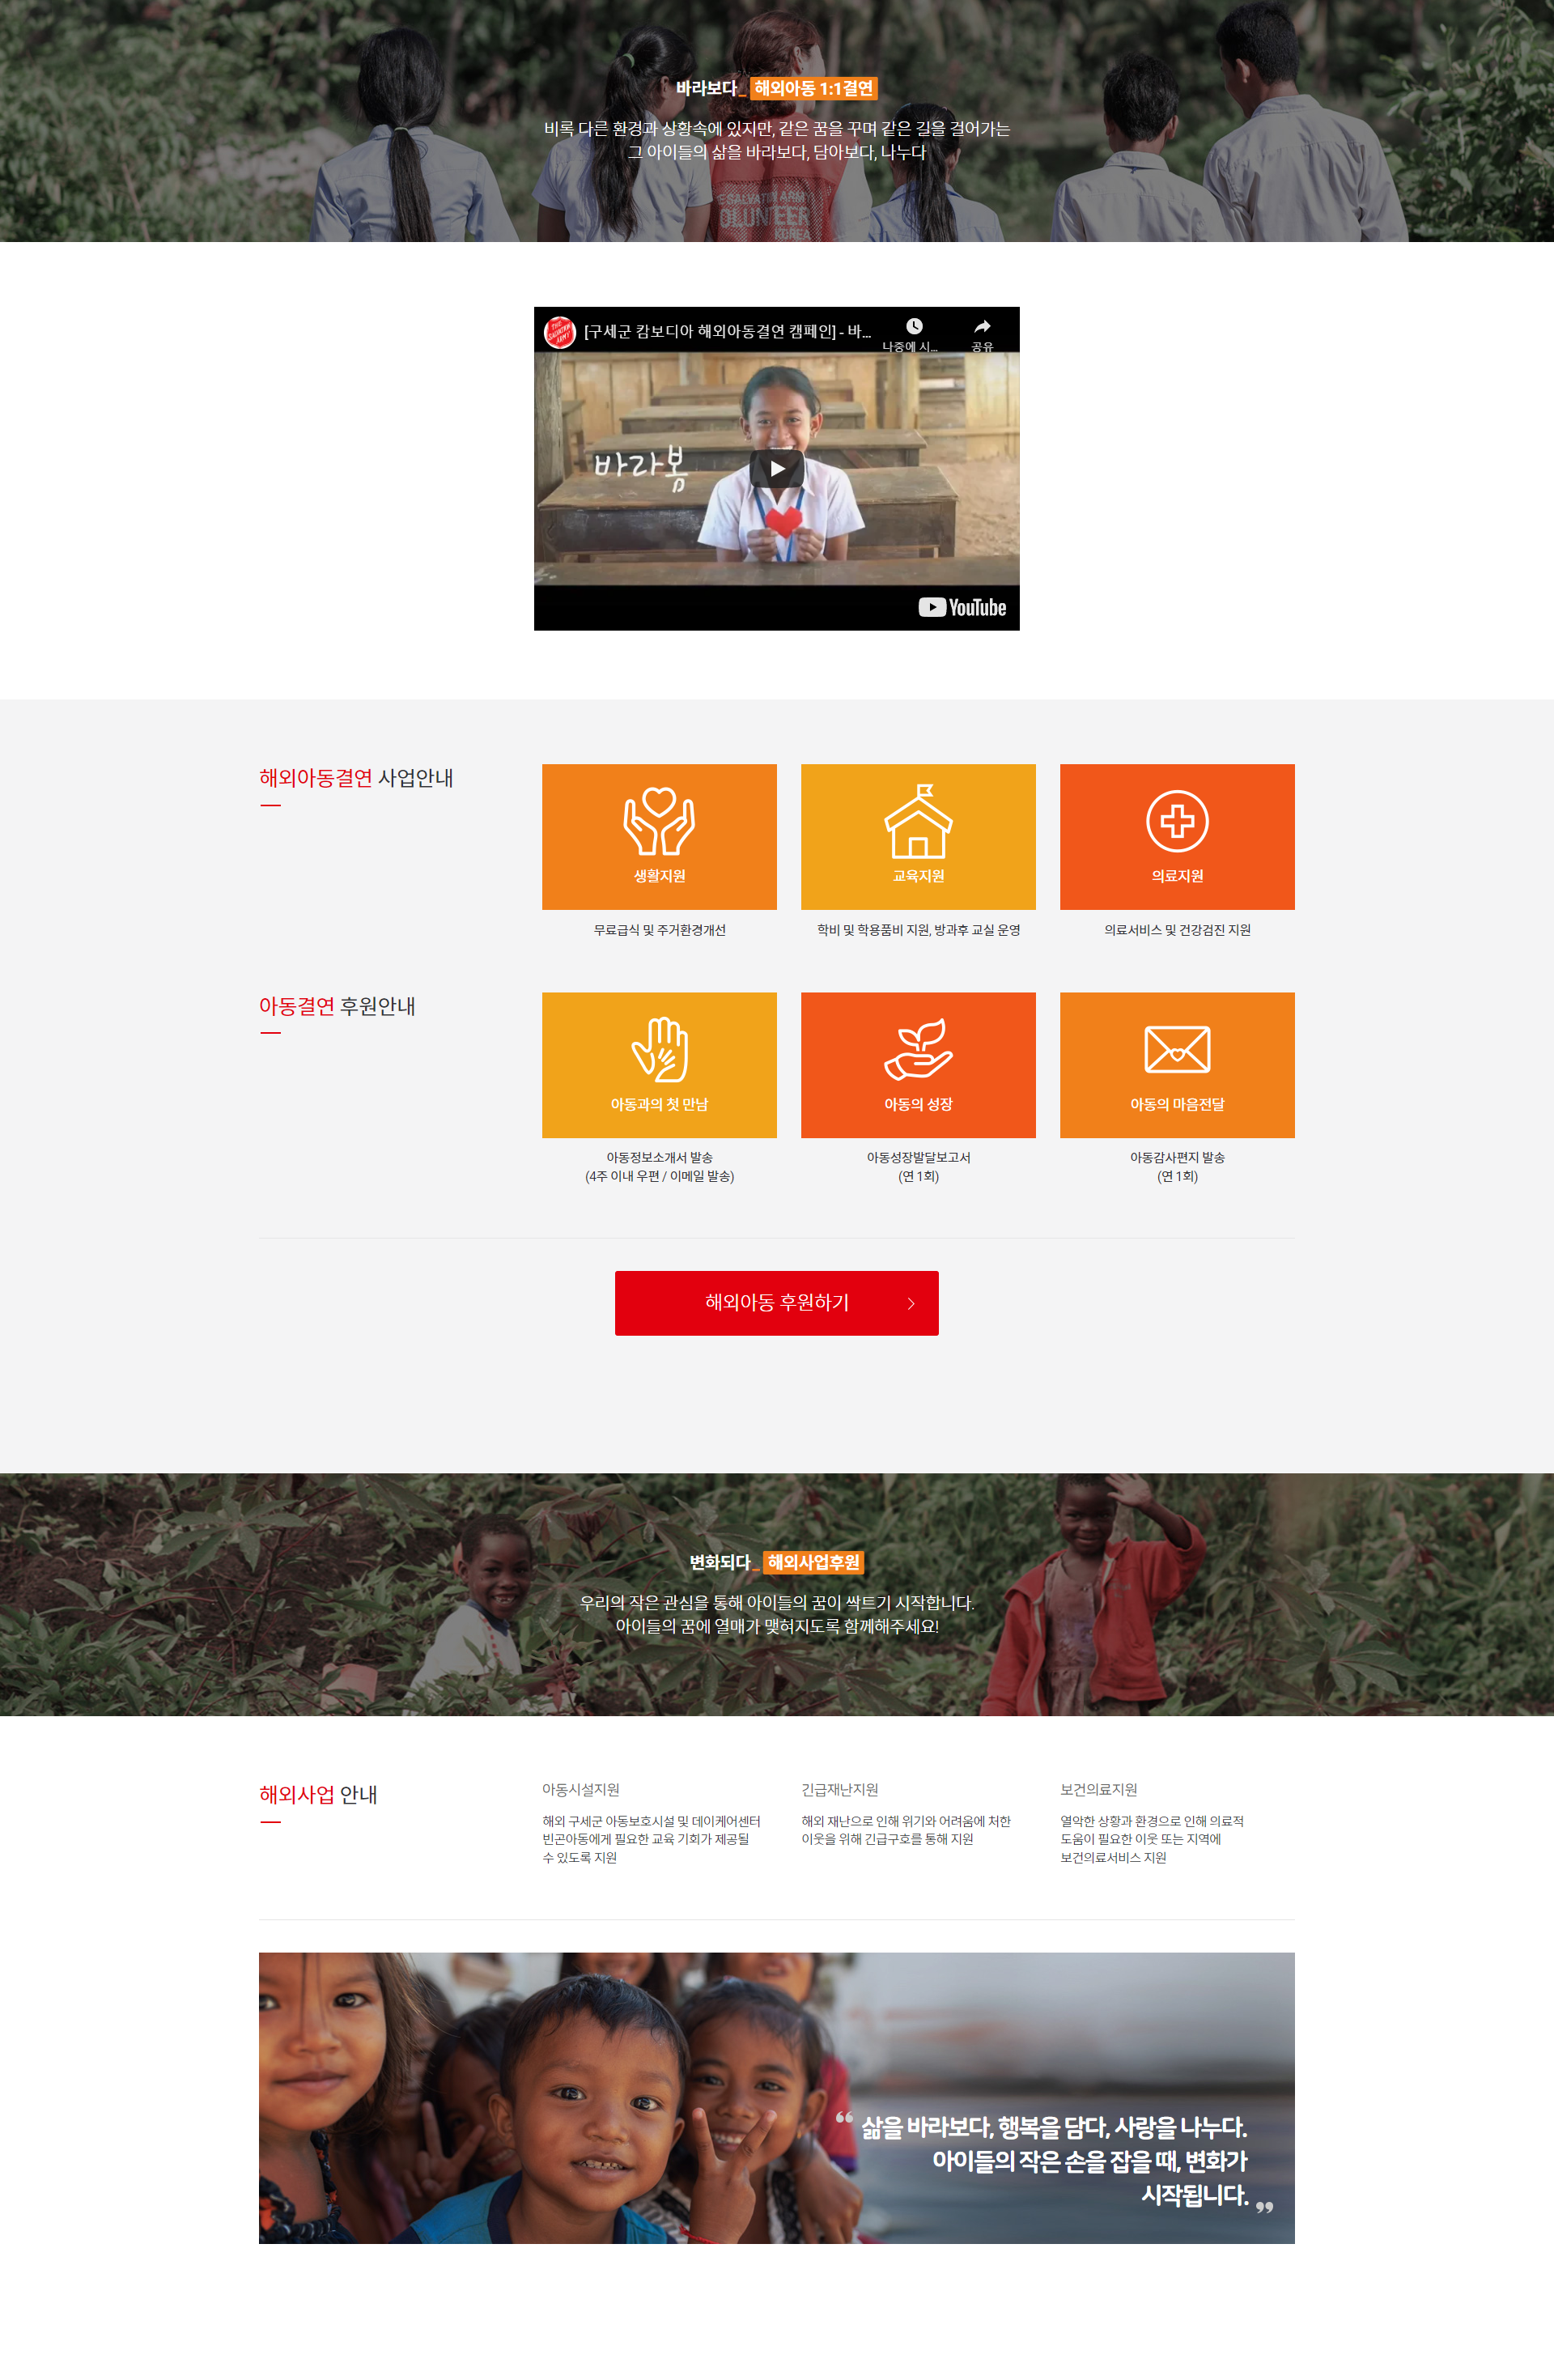 바라보다_ 해외아동 1:1결연
비록 다른 환경과 상황속에 있지만, 같은 꿈을 꾸며 같은 길을 걸어가는
그 아이들의 삶을 바라보다, 담아보다, 나누다
THE SALVATION ARMY
VOLUNTEER
KOREA
THE SALVATION ARMY
[구세군 캄보디아 해외아동결연 캠페인] - 바...
나중에 시...
공유
바라봄
YouTube
해외아동결연 사업안내
생활지원
교육지원
의료지원
무료급식 및 주거환경개선
학비 및 학용품비 지원, 방과후 교실 운영
의료서비스 및 건강검진 지원
아동결연 후원안내
아동과의 첫 만남
아동의 성장
아동의 마음전달
아동정보소개서 발송
(4주 이내 우편 / 이메일 발송)
아동성장발달보고서
(연 1회)
아동감사편지 발송
(연 1회)
해외아동 후원하기
변화되다_ 해외사업후원
우리의 작은 관심을 통해 아이들의 꿈이 싹트기 시작합니다.
아이들의 꿈에 열매가 맺혀지도록 함께해주세요!
해외사업 안내
아동시설지원
해외 구세군 아동보호시설 및 데이케어센터
빈곤아동에게 필요한 교육 기회가 제공될
수 있도록 지원
긴급재난지원
해외 재난으로 인해 위기와 어려움에 처한
이웃을 위해 긴급구호를 통해 지원
보건의료지원
열악한 상황과 환경으로 인해 의료적
도움이 필요한 이웃 또는 지역에
보건의료서비스 지원
“ 삶을 바라보다, 행복을 담다, 사랑을 나누다.
아이들의 작은 손을 잡을 때, 변화가
시작됩니다. ”